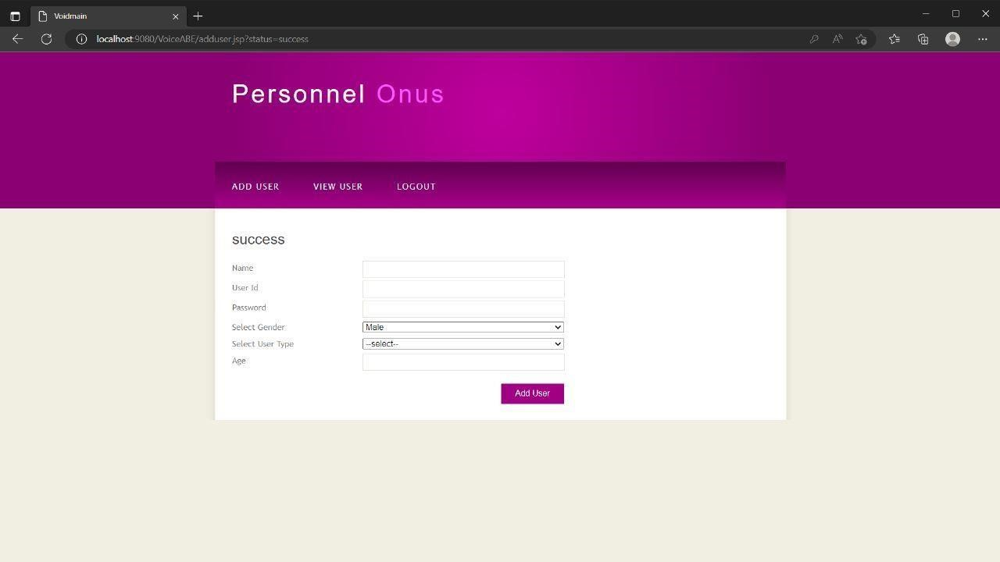 Voidmain
localhost:9080/VoiceABE/adduser.jsp?status=success
Personnel Onus
ADD USER VIEW USER LOGOUT
success
Name
User Id
Password
Select Gender Male
Select User Type --select--
Age
Add User